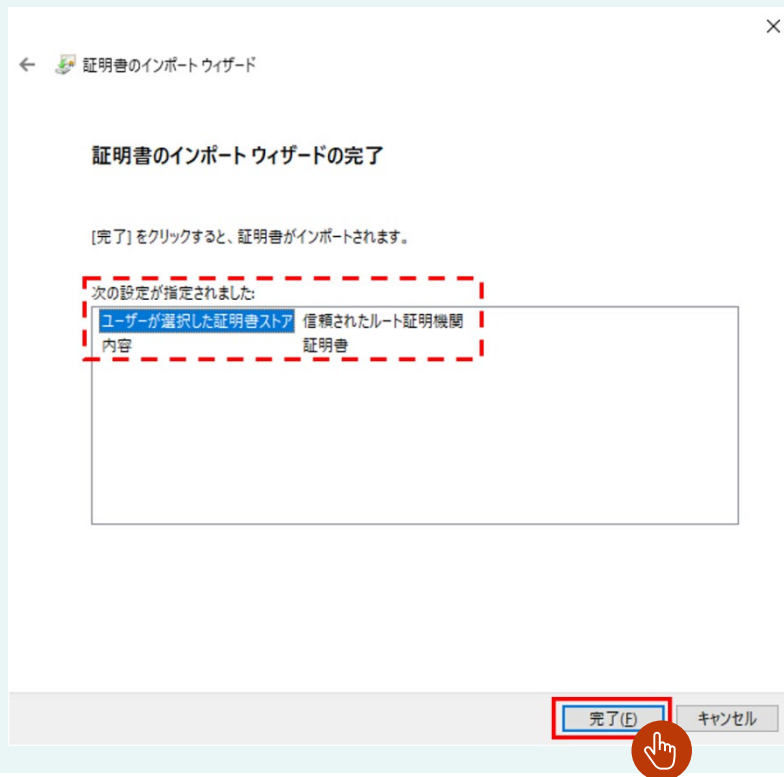 証明書のインポート ウィザード
証明書のインポート ウィザードの完了
[完了] をクリックすると、証明書がインポートされます。
次の設定が指定されました:
ユーザーが選択した証明書ストア 信頼されたルート証明機関
内容 証明書
完了(F) キャンセル